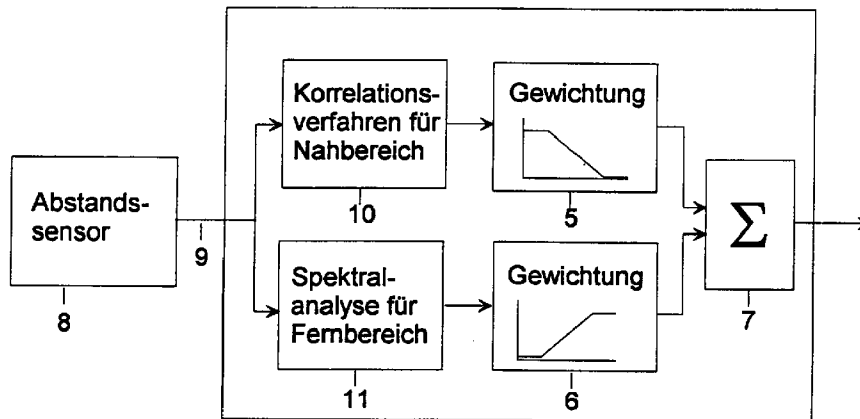 Korrelations-
verfahren für
Nahbereich
10
Gewichtung
5
Abstands-
sensor
8
9
Σ
7
Spektral-
analyse für
Fernbereich
11
Gewichtung
6